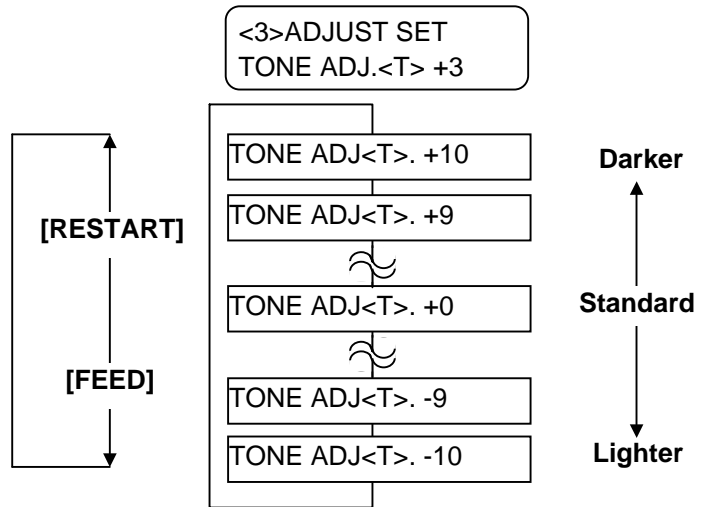 <3>ADJUST SET
TONE ADJ.<T> +3
TONE ADJ<T>. +10
Darker
TONE ADJ<T>. +9
[RESTART]
TONE ADJ<T>. +0
Standard
[FEED]
TONE ADJ<T>. -9
TONE ADJ<T>. -10
Lighter